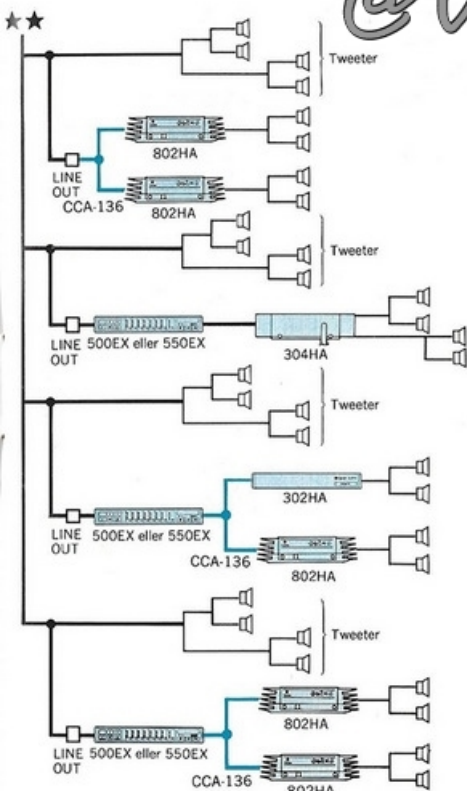 Tweeter
802HA
LINE
OUT
CCA-136
802HA
Tweeter
LINE
OUT
500EX eller 550EX
304HA
Tweeter
302HA
LINE
OUT
500EX eller 550EX
CCA-136
802HA
Tweeter
802HA
LINE
OUT
500EX eller 550EX
CCA-136
802HA